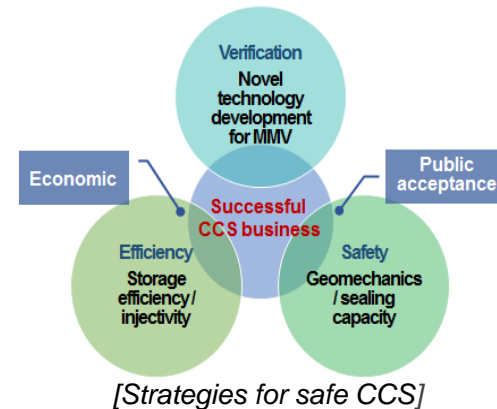 Verification
Novel
technology
development
for MMV
Economic
Public
acceptance
Successful
CCS business
Efficiency
Storage
efficiency/
injectivity
Safety
Geomechanics
/ sealing
capacity
[Strategies for safe CCS]